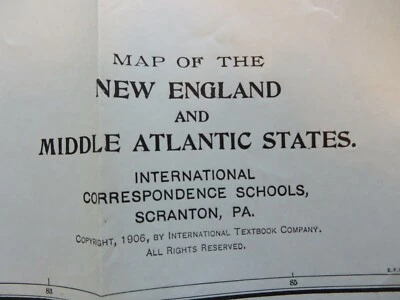 MAP OF THE
NEW ENGLAND
AND
MIDDLE ATLANTIC STATES.
INTERNATIONAL
CORRESPONDENCE SCHOOLS,
SCRANTON, PA.
COPYRIGHT, 1906, BY INTERNATIONAL TEXTBOOK COMPANY.
ALL RIGHTS RESERVED.
85